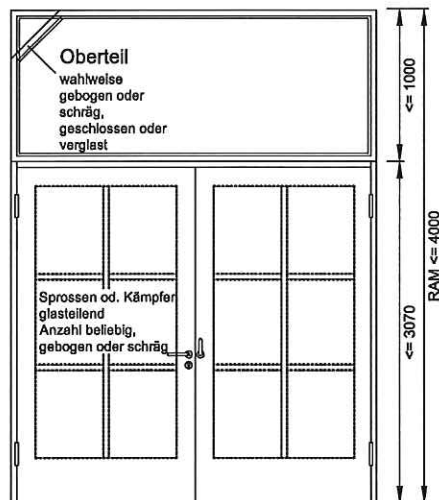 Oberteil
wahlweise
gebogen oder
schräg,
geschlossen oder
verglast
<= 1000
Sprossen od. Kämpfer
glasteilend
Anzahl beliebig,
gebogen oder schräg
<= 3070
RAM <= 4000